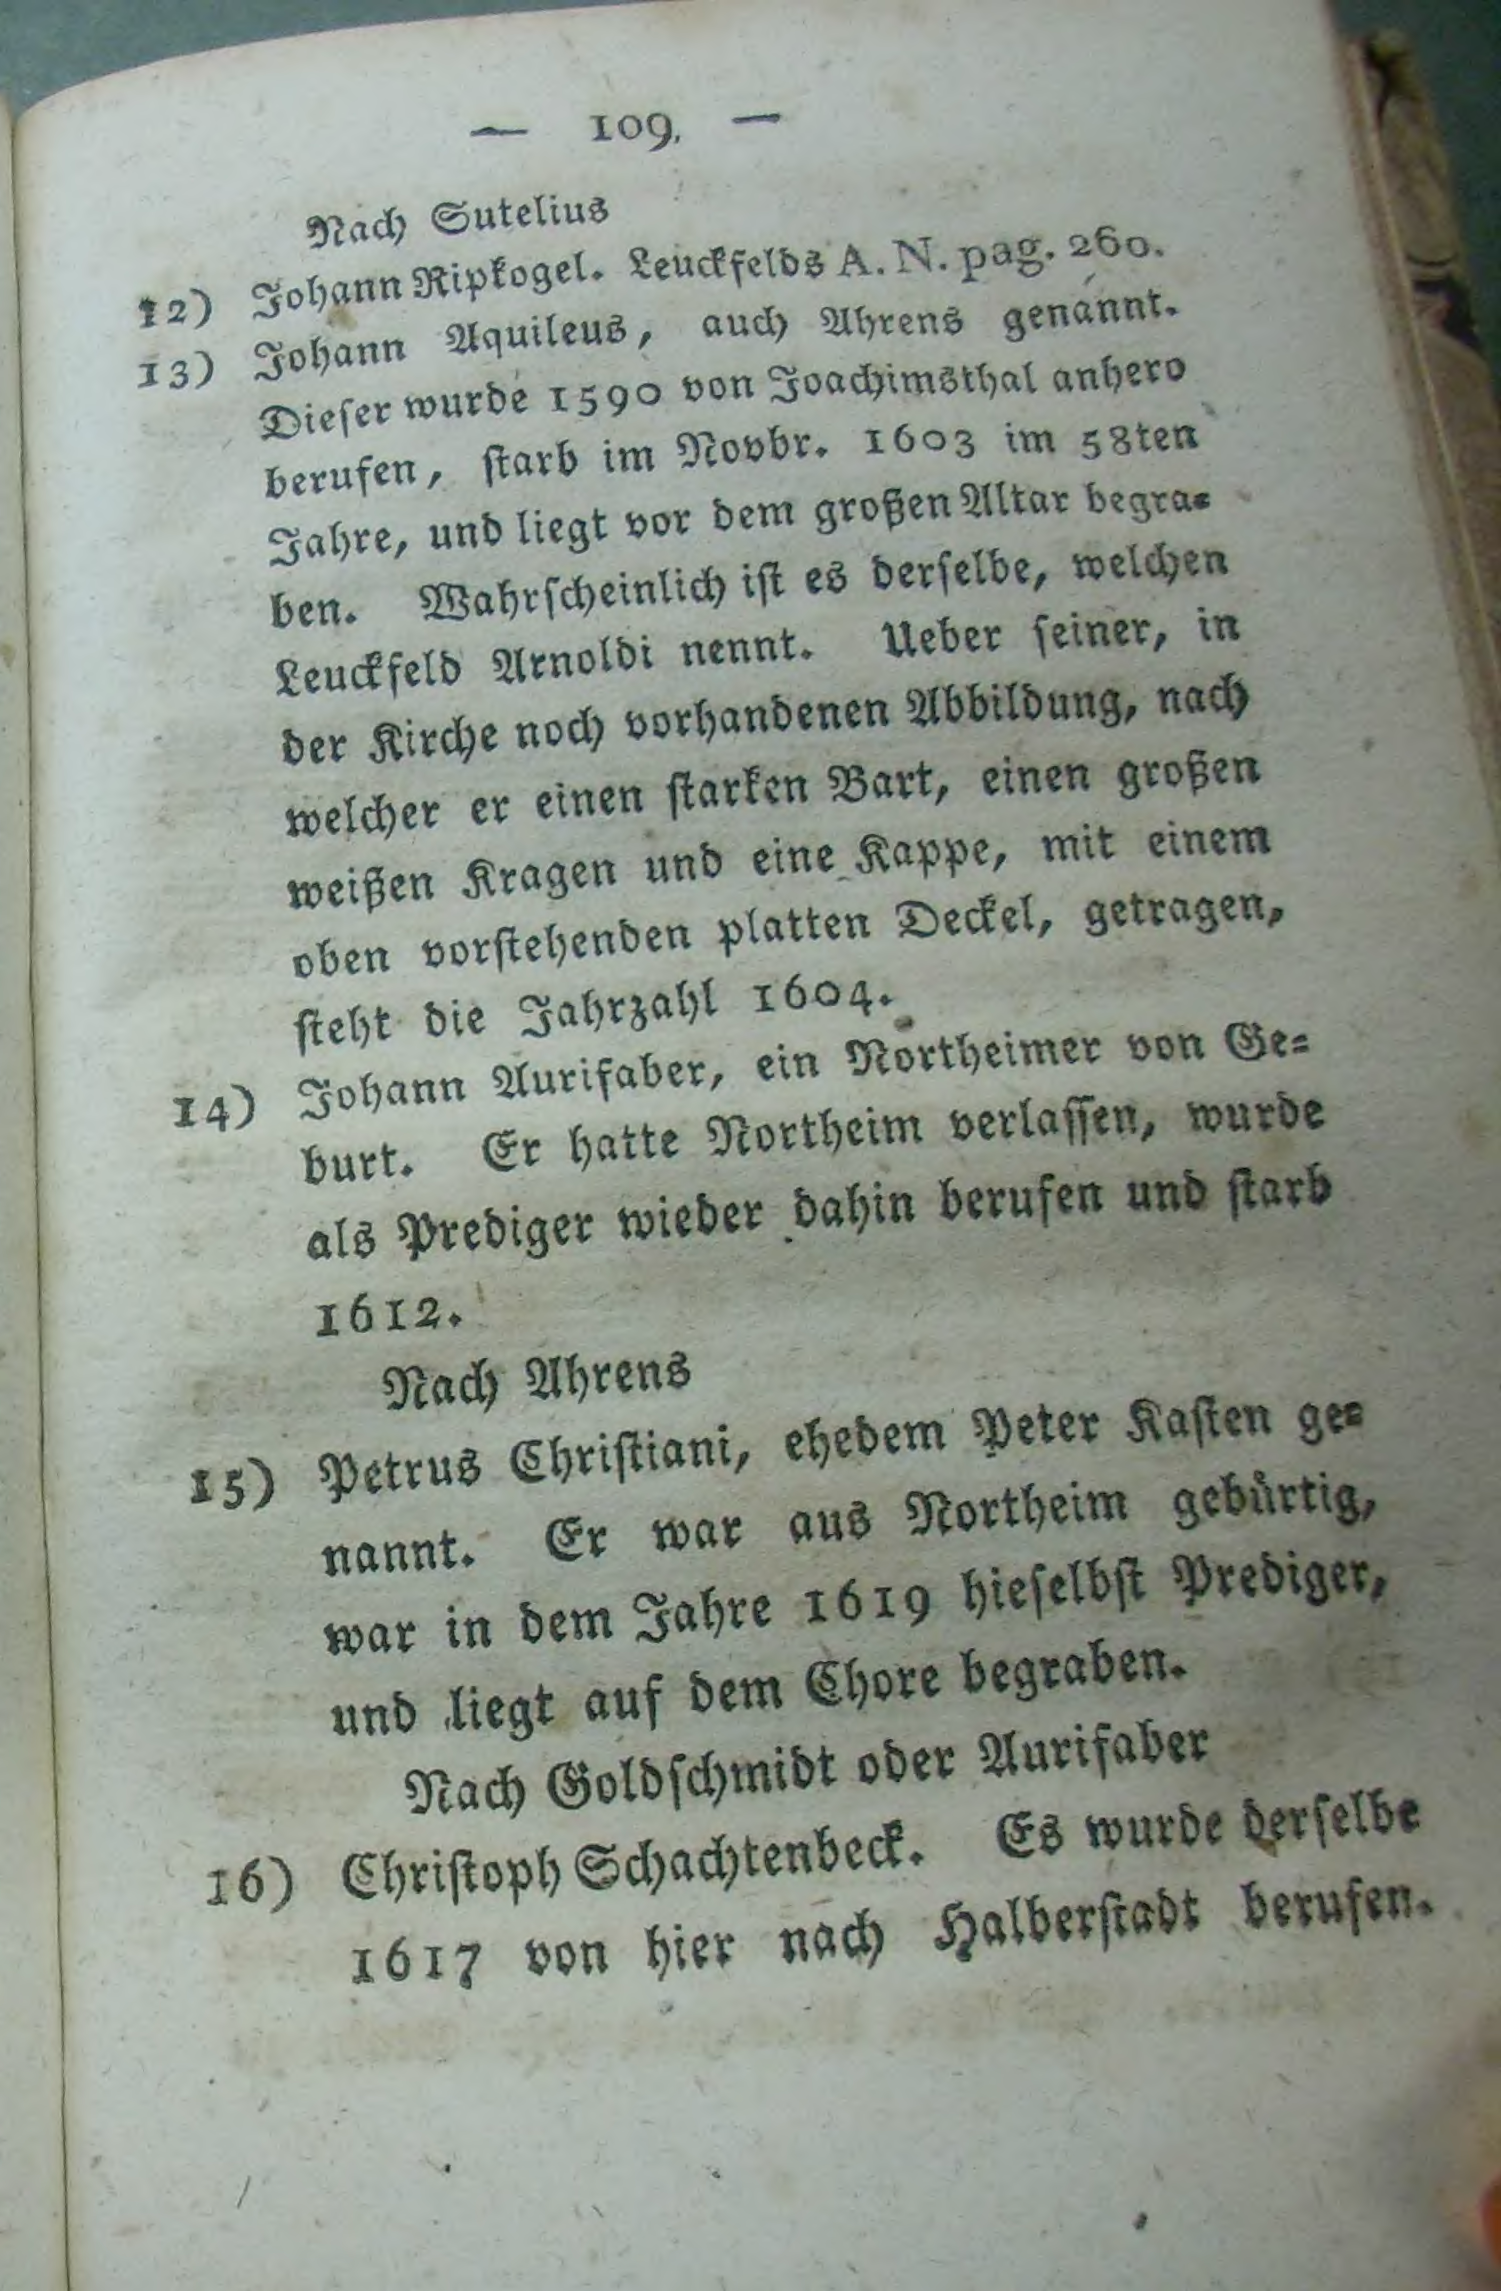 — 109. —
Nach Sutelius
12) Johann Ripkogel. Leuckfelds A. N. pag. 260.
13) Johann Aquileus, auch Ahrens genannt.
Dieser wurde 1590 von Joachimsthal anhero
berufen, ſtarb im Novbr. 1603 im 58ten
Jahre, und liegt vor dem großen Altar begra⸗
ben. Wahrſcheinlich iſt es derſelbe, welchen
Leuckfeld Arnoldi nennt. Ueber ſeiner, in
der Kirche noch vorhandenen Abbildung, nach
welcher er einen ſtarken Bart, einen großen
weißen Kragen und eine Kappe, mit einem
oben vorſtehenden platten Deckel, getragen,
ſteht die Jahrzahl 1604.
14) Johann Aurifaber, ein Northeimer von Ge⸗
burt. Er hatte Northeim verlaſſen, wurde
als Prediger wieder dahin berufen und ſtarb
1612.
Nach Ahrens
15) Petrus Chriſtiani, ehedem Peter Kaſten ge⸗
nannt. Er war aus Northeim gebürtig,
war in dem Jahre 1619 hieſelbſt Prediger,
und liegt auf dem Chore begraben.
Nach Goldſchmidt oder Aurifaber
16) Chriſtoph Schachtenbeck. Es wurde derſelbe
1617 von hier nach Halberſtadt berufen.